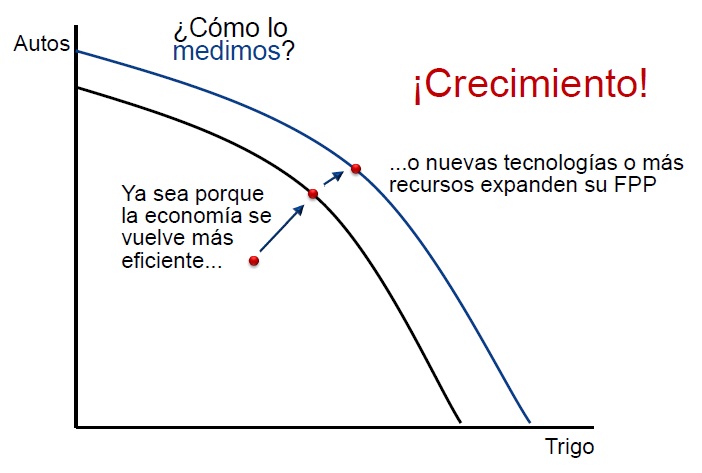 Autos
¿Cómo lo
medimos?
¡Crecimiento!
...o nuevas tecnologías o más
recursos expanden su FPP
Ya sea porque
la economía se
vuelve más
eficiente...
Trigo